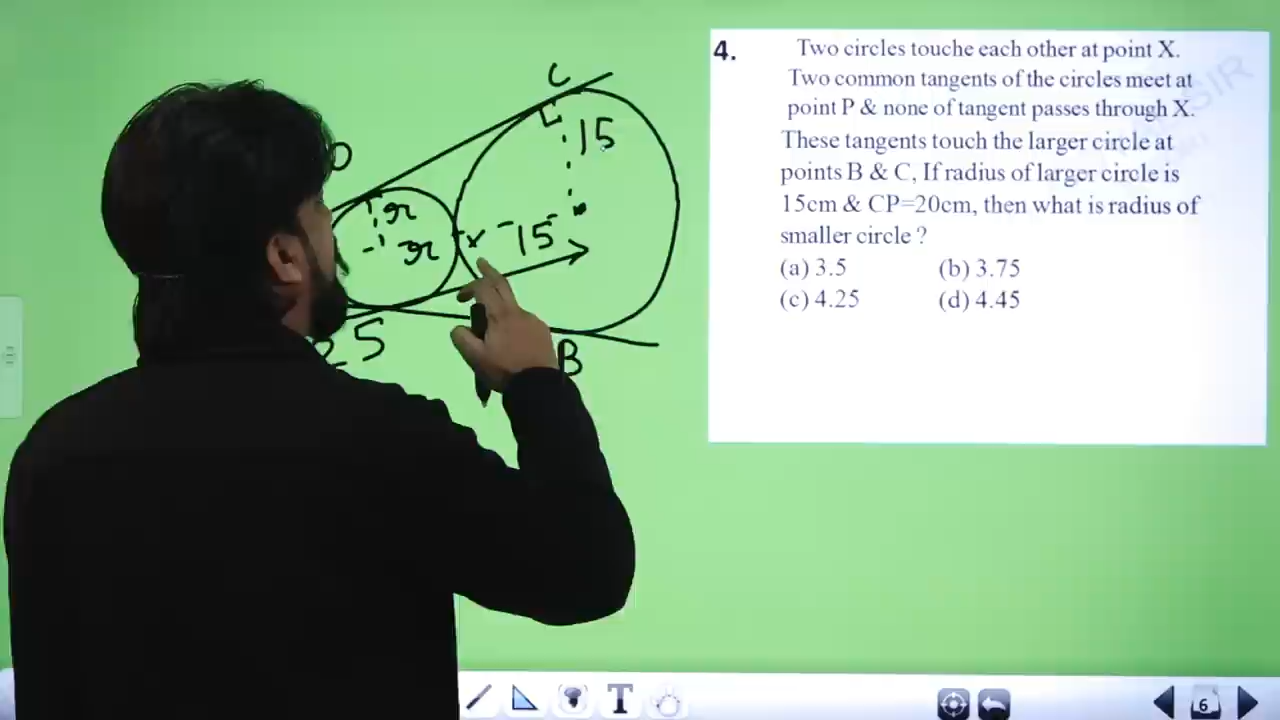 4. Two circles touche each other at point X.
Two common tangents of the circles meet at
point P & none of tangent passes through X.
These tangents touch the larger circle at
points B & C, If radius of larger circle is
15cm & CP=20cm, then what is radius of
smaller circle ?
(a) 3.5 (b) 3.75
(c) 4.25 (d) 4.45
C
15
D
r
r
x
15
25
B
SIR
T
6